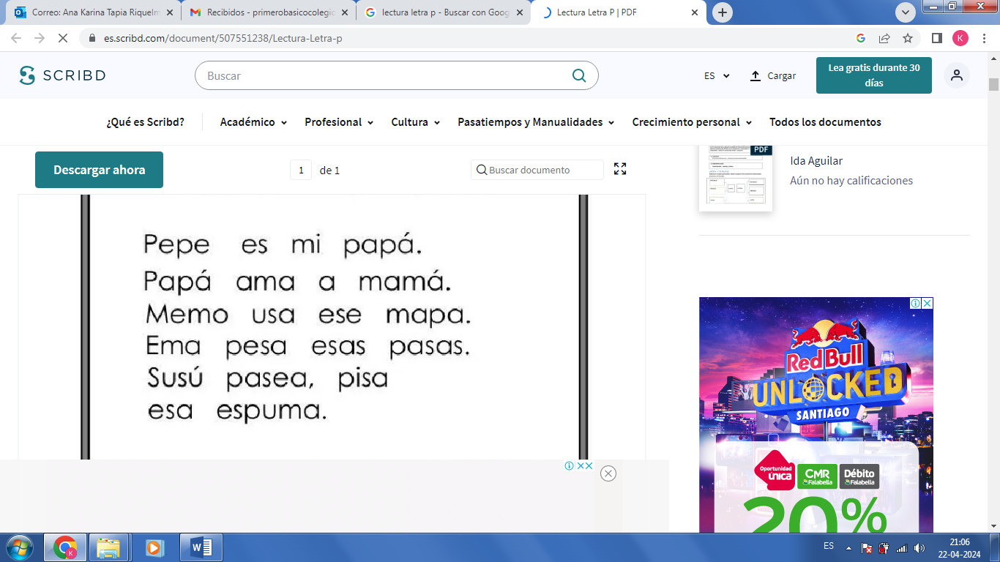 Correo: Ana Karina Tapia Riquelm
Recibidos - primerobasicocolegio
lectura letra p - Buscar con Goog
Lectura Letra P | PDF
es.scribd.com/document/507551238/Lectura-Letra-p
K
SCRIBD
Buscar
ES
Cargar
Lea gratis durante 30
días
¿Qué es Scribd?
Académico
Profesional
Cultura
Pasatiempos y Manualidades
Crecimiento personal
Todos los documentos
Descargar ahora
1 de 1
Buscar documento
PDF
Ida Aguilar
Aún no hay calificaciones
Pepe es mi papá.
Papá ama a mamá.
Memo usa ese mapa.
Ema pesa esas pasas.
Susú pasea, pisa
esa espuma.
Red Bull
UNLOCKED
SANTIAGO
Oportunidad
única
CMR
Falabella
Débito
Falabella
20%
K
W
ES
21:06
22-04-2024